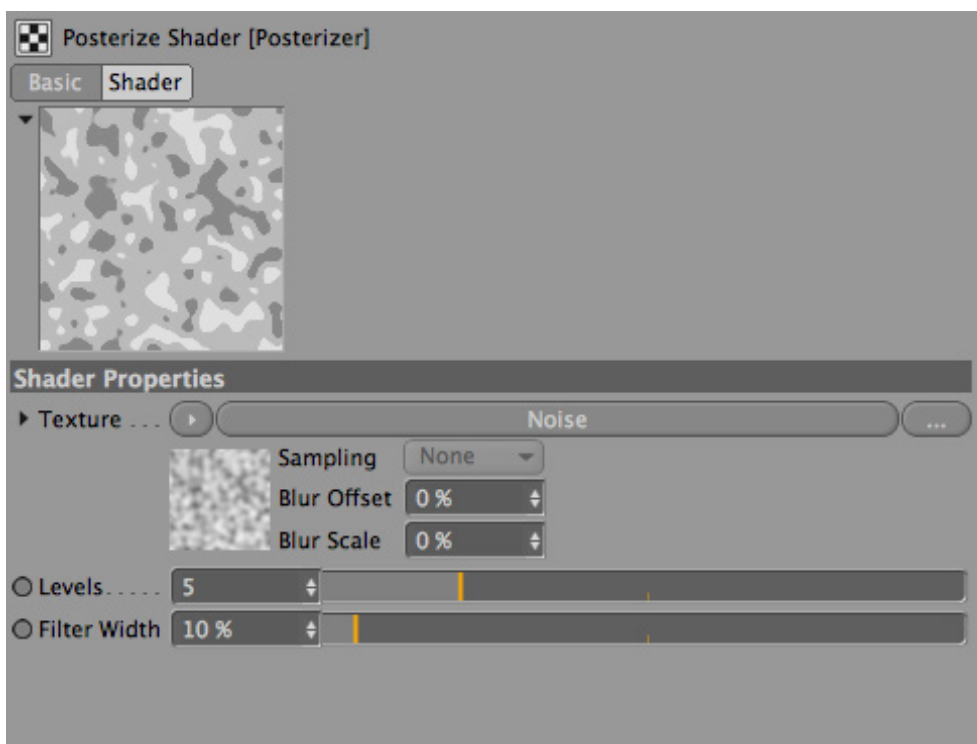 Posterize Shader [Posterizer]
Basic Shader
Shader Properties
Texture . . . Noise ...
Sampling None
Blur Offset 0 %
Blur Scale 0 %
Levels . . . . . 5
Filter Width 10 %